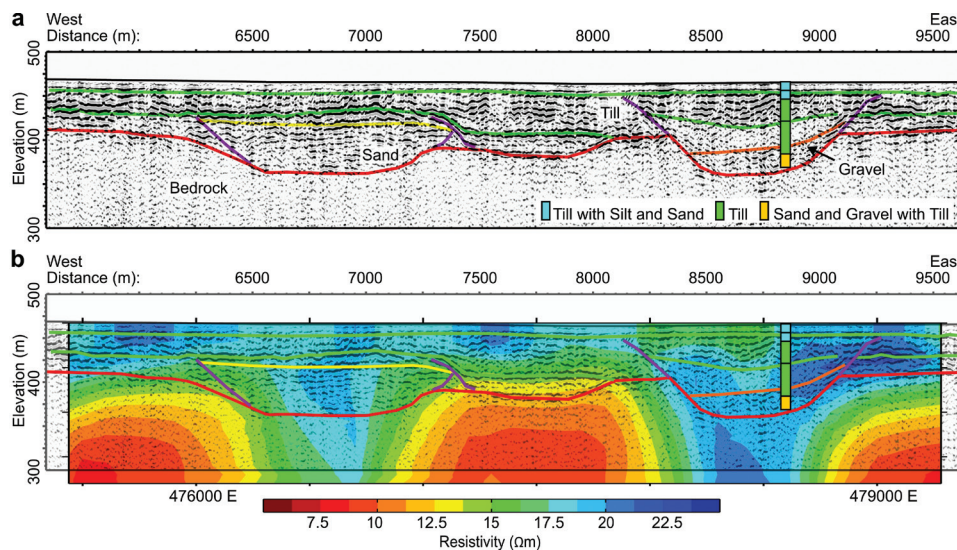 a
West
East
Distance (m):
6500
7000
7500
8000
8500
9000
9500
Elevation (m)
500
400
300
Till
Sand
Gravel
Bedrock
Till with Silt and Sand
Till
Sand and Gravel with Till
b
West
East
Distance (m):
6500
7000
7500
8000
8500
9000
9500
Elevation (m)
500
400
300
476000 E
479000 E
7.5
10
12.5
15
17.5
20
22.5
Resistivity (Ωm)